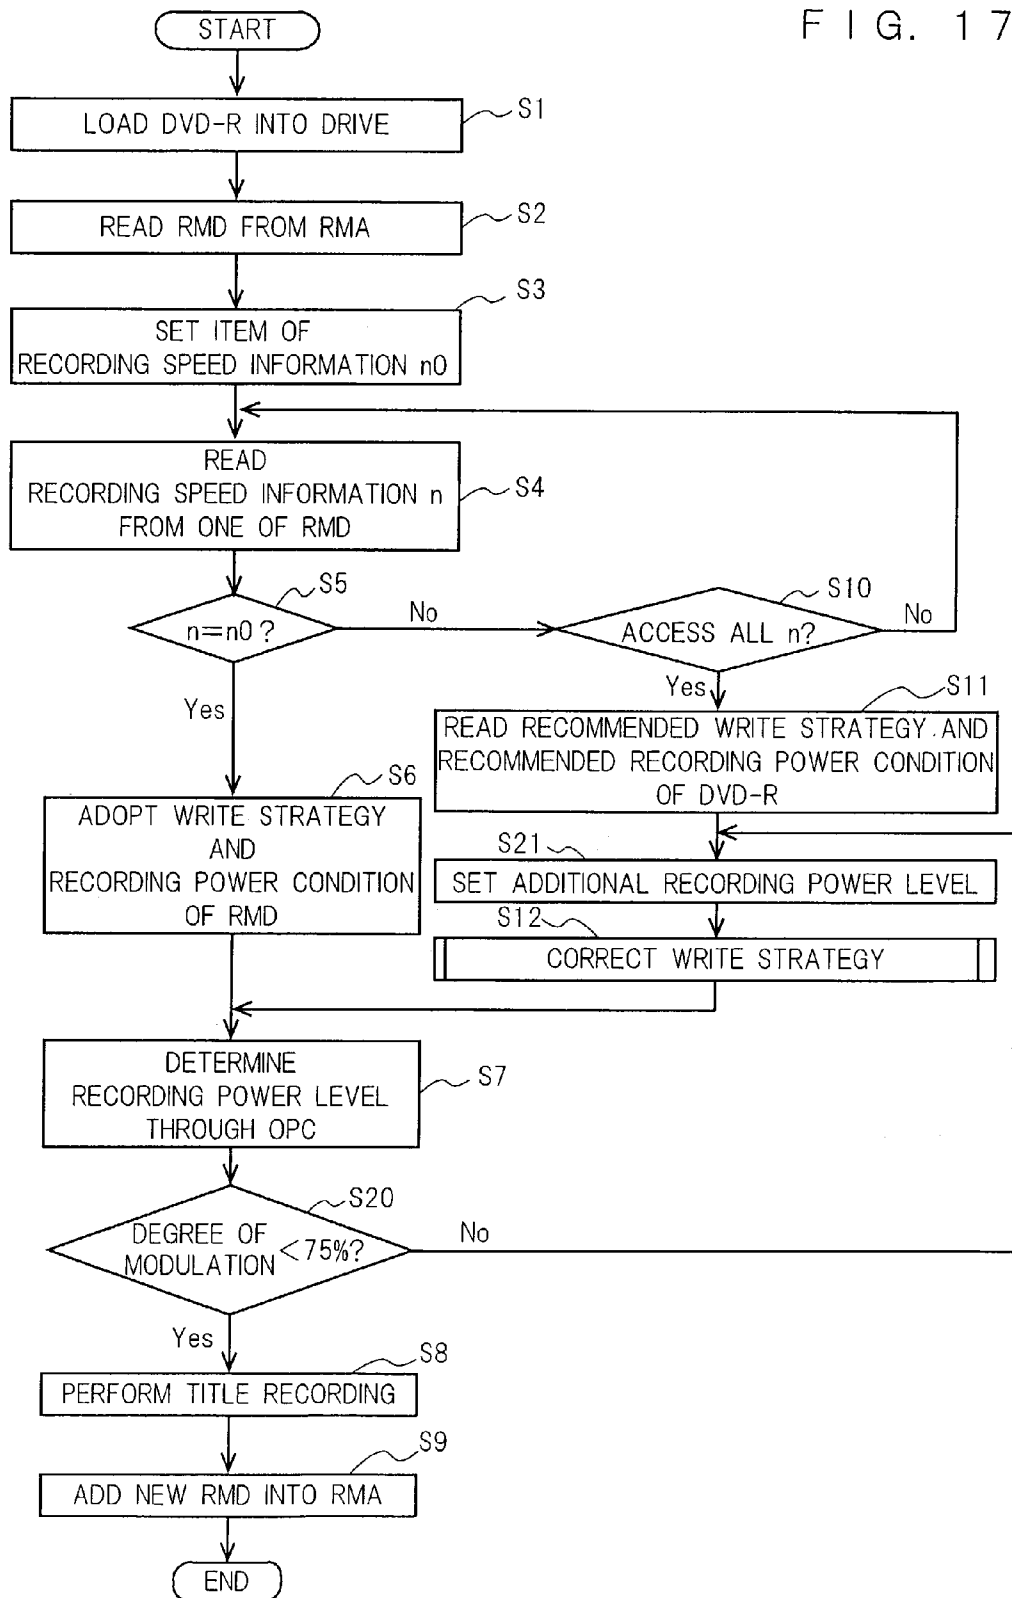 FIG. 17
START
S1
LOAD DVD-R INTO DRIVE
S2
READ RMD FROM RMA
S3
SET ITEM OF
RECORDING SPEED INFORMATION n0
READ
RECORDING SPEED INFORMATION n
FROM ONE OF RMD
S4
S5
n=n0?
No
S10
ACCESS ALL n?
No
Yes
Yes
S11
READ RECOMMENDED WRITE STRATEGY AND
RECOMMENDED RECORDING POWER CONDITION
OF DVD-R
S6
ADOPT WRITE STRATEGY
AND
RECORDING POWER CONDITION
OF RMD
S21
SET ADDITIONAL RECORDING POWER LEVEL
S12
CORRECT WRITE STRATEGY
DETERMINE
RECORDING POWER LEVEL
THROUGH OPC
S7
S20
DEGREE OF
MODULATION <75%?
No
Yes
S8
PERFORM TITLE RECORDING
S9
ADD NEW RMD INTO RMA
END